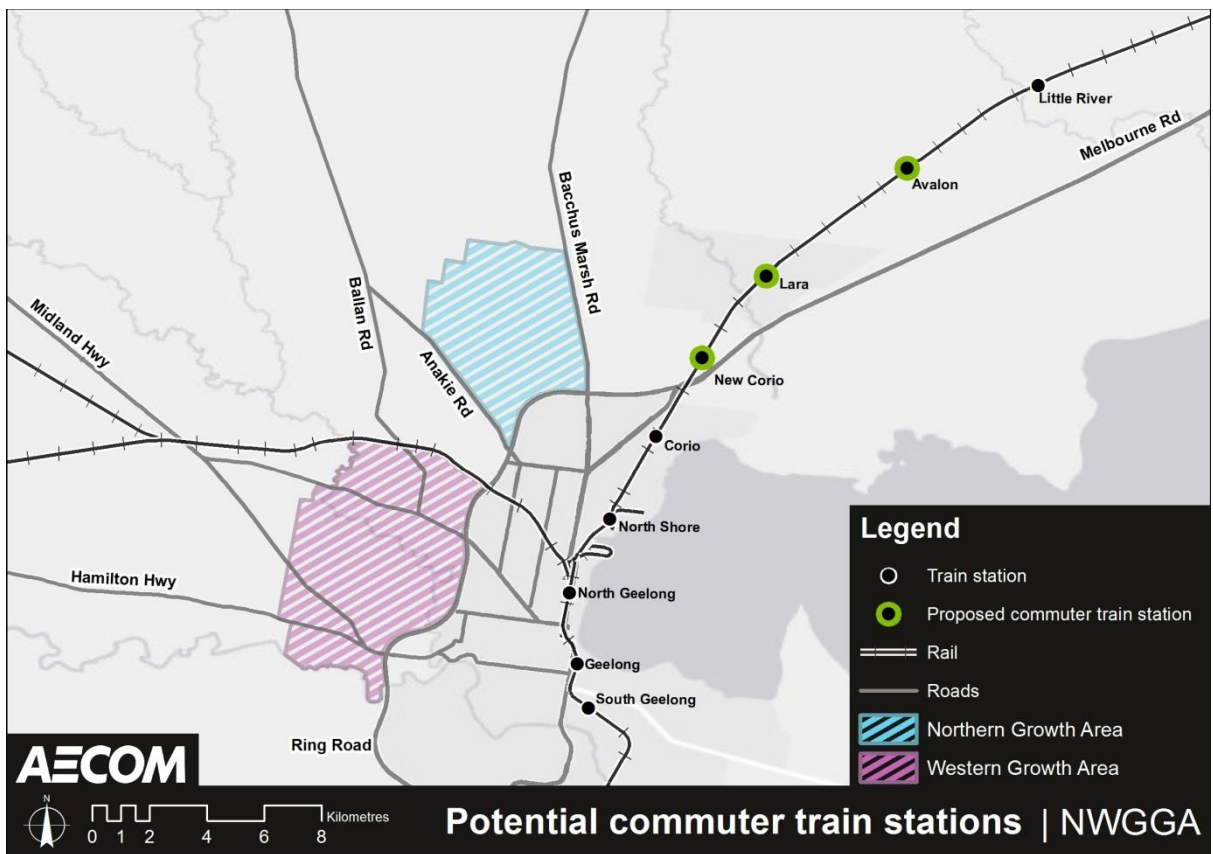 Little River
Melbourne Rd
Avalon
Bacchus Marsh Rd
Lara
Ballan Rd
Midland Hwy
Anakie Rd
New Corio
Corio
North Shore
Hamilton Hwy
North Geelong
Geelong
South Geelong
Ring Road
Legend
Train station
Proposed commuter train station
Rail
Roads
Northern Growth Area
Western Growth Area
AECOM
N
0 1 2 4 6 8 Kilometres
Potential commuter train stations | NWGGA